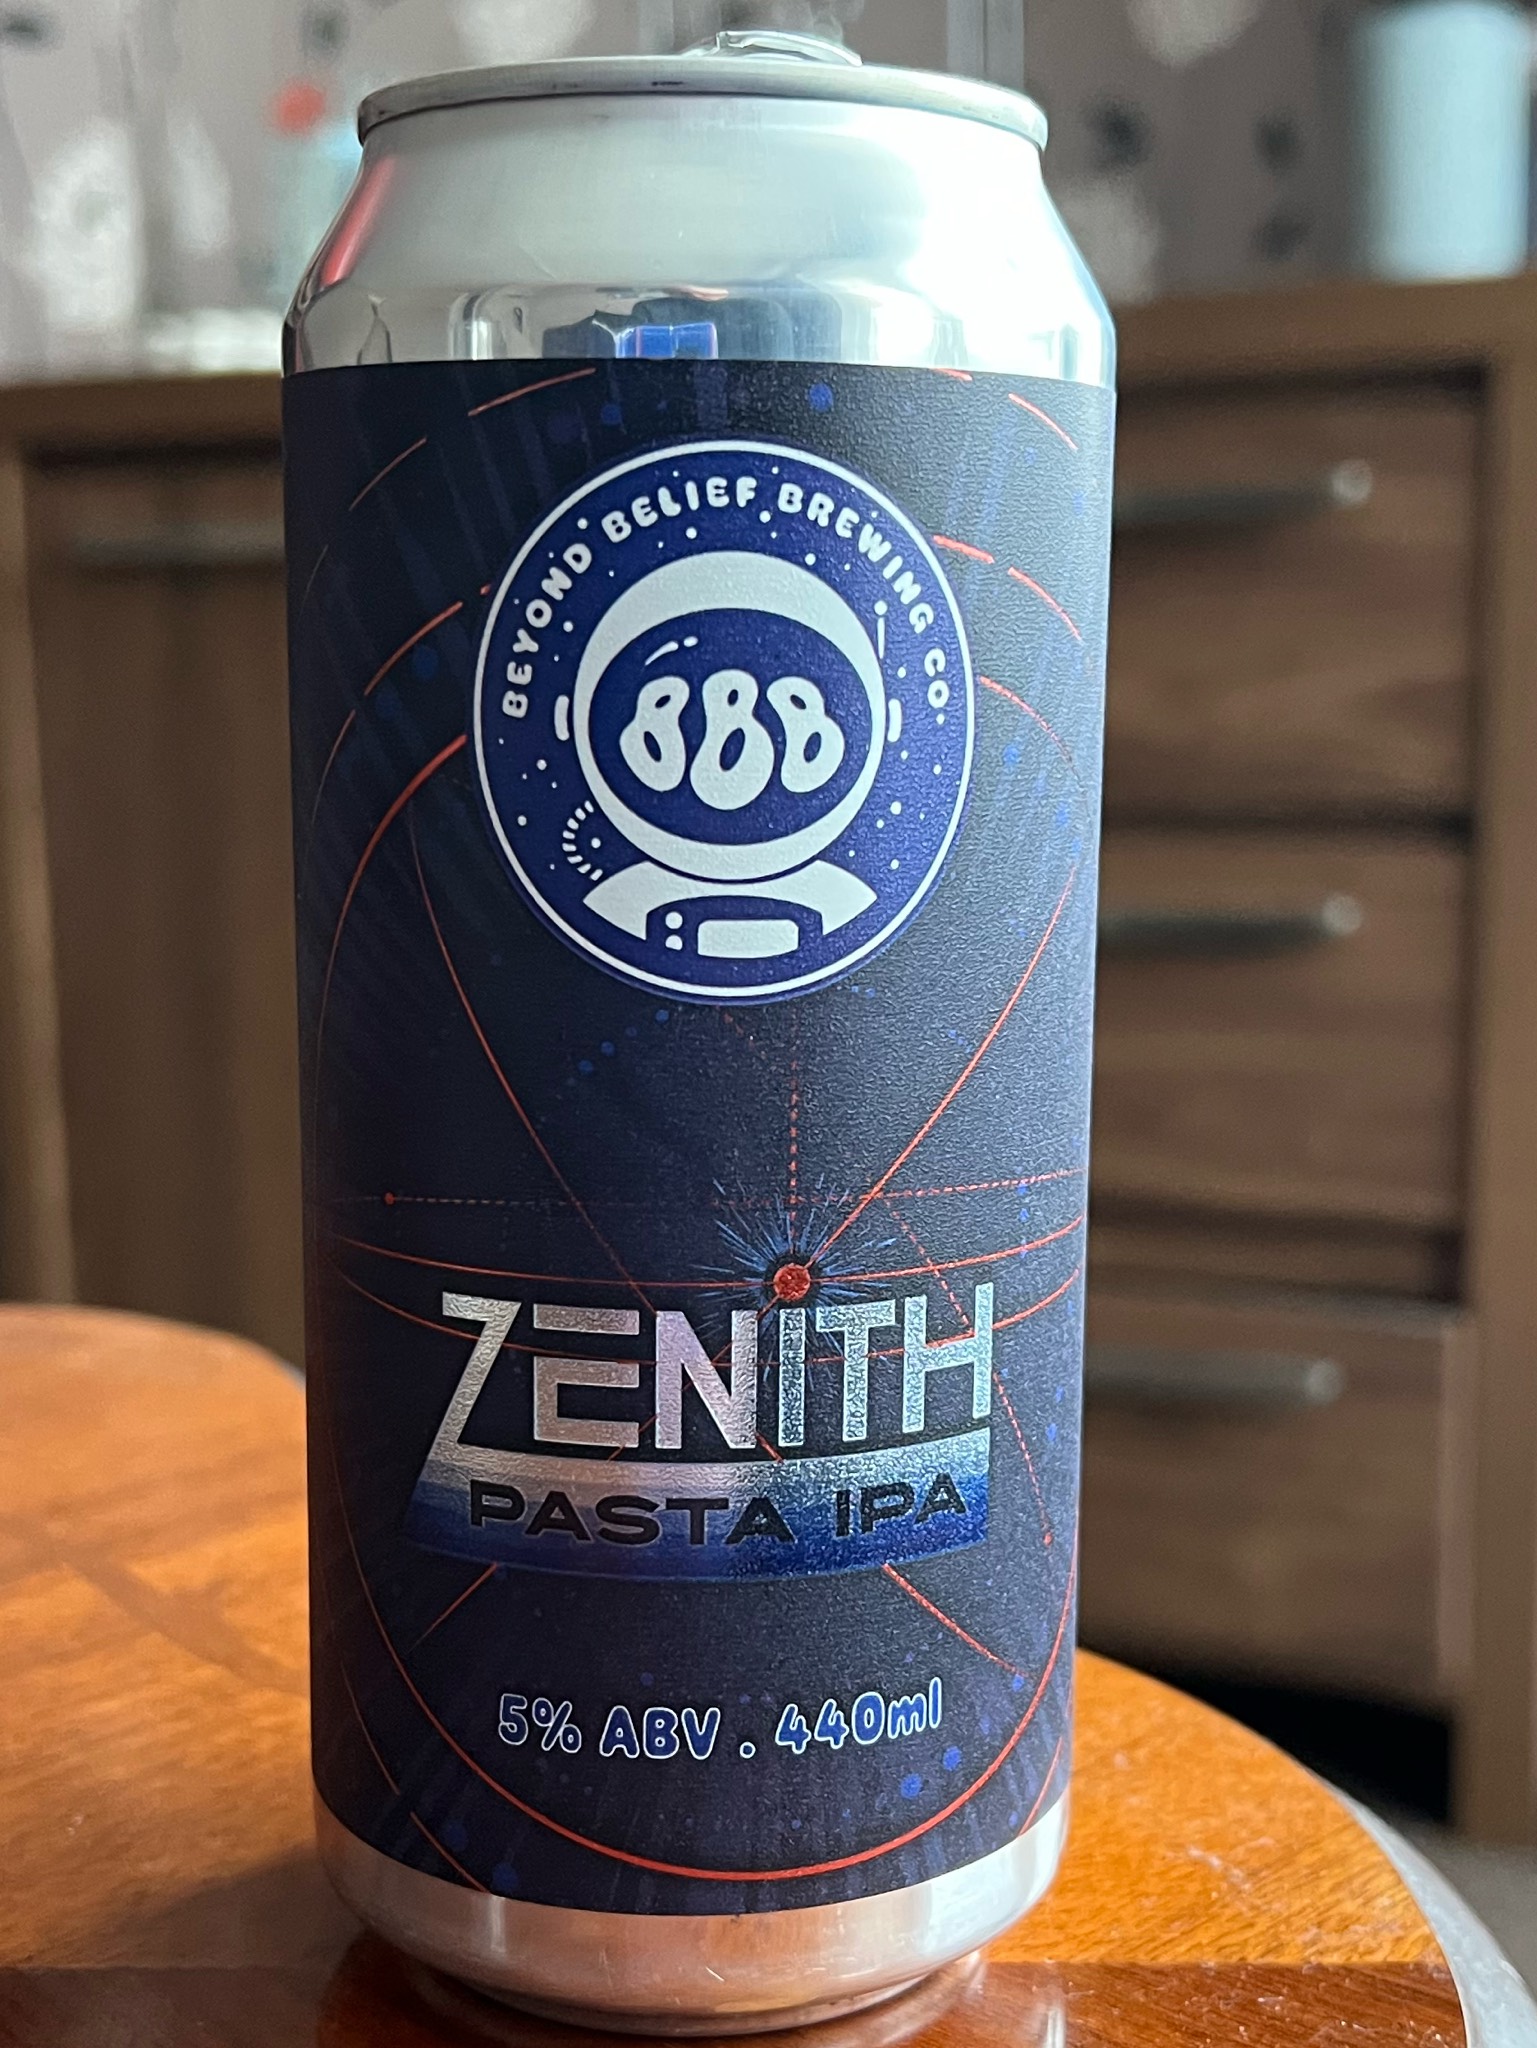 BEYOND BELIEF BREWING CO.
BBB
ZENITH
PASTA IPA
5% ABV . 440ml